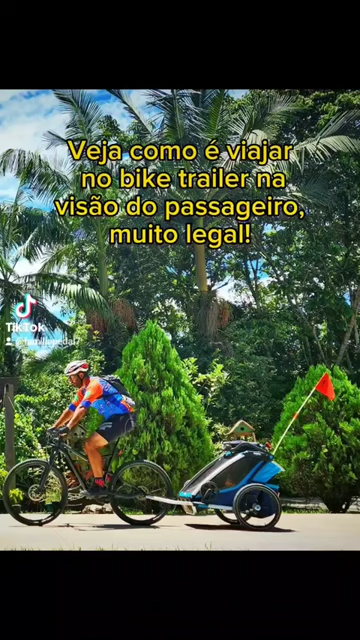 Veja como é viajar
no bike trailer na
visão do passageiro,
muito legal!
TikTok